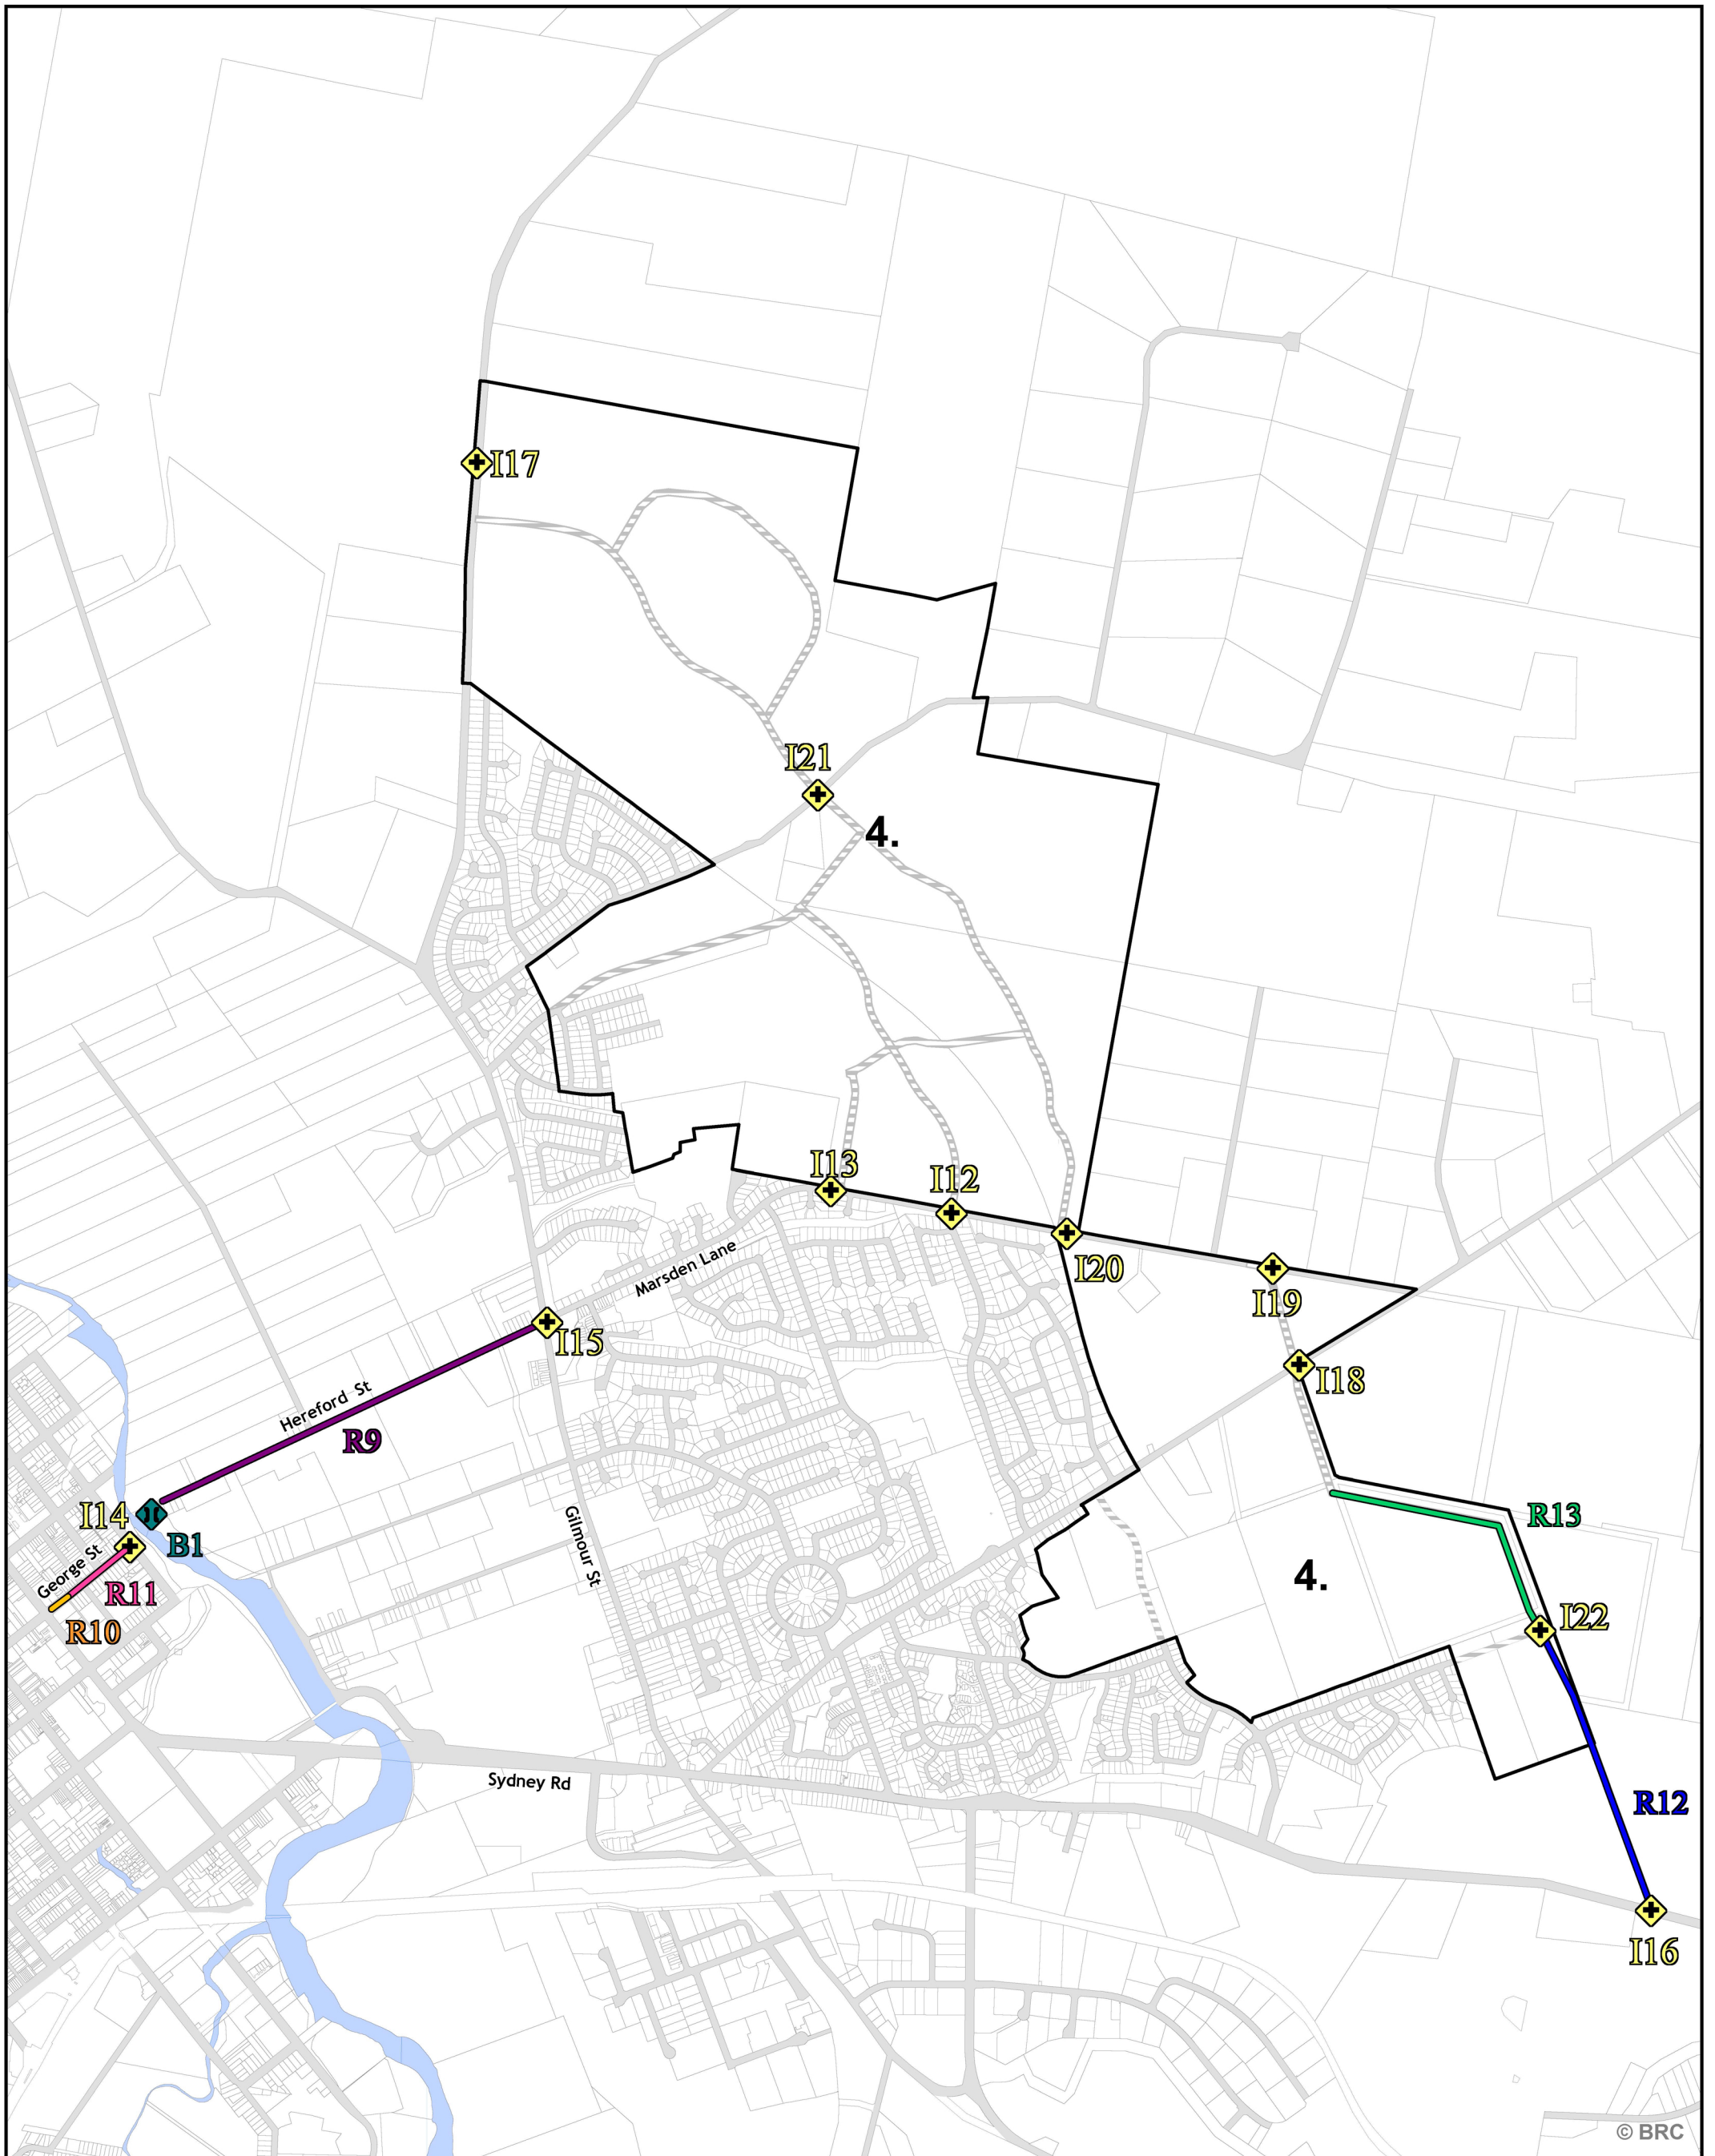 I17
I21
4.
I13
I12
I20
Marsden Lane
I19
I15
I18
Hereford St
R9
I14
B1
George St
R11
R10
Gilmour St
R13
4.
I22
Sydney Rd
R12
I16
© BRC